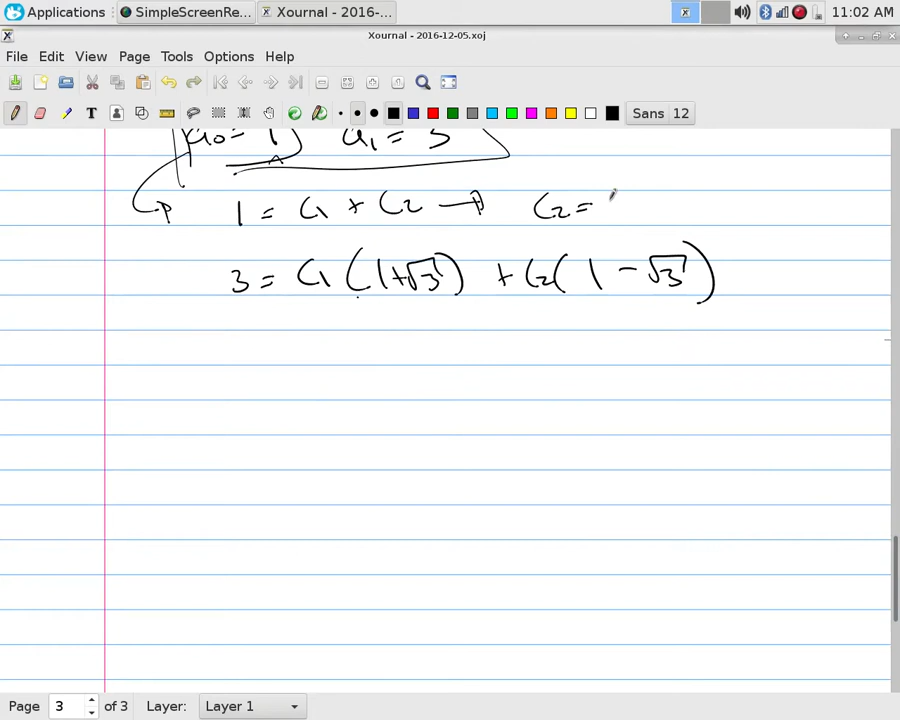 Applications SimpleScreenRe... Xournal - 2016-... 11:02 AM
Xournal - 2016-12-05.xoj
File Edit View Page Tools Options Help
Sans 12
a₀ = 1 a₁ = 3
1 = C₁ + C₂ → C₂ =
3 = C₁ (1+√3) + C₂ (1 - √3)
Page 3 of 3 Layer: Layer 1